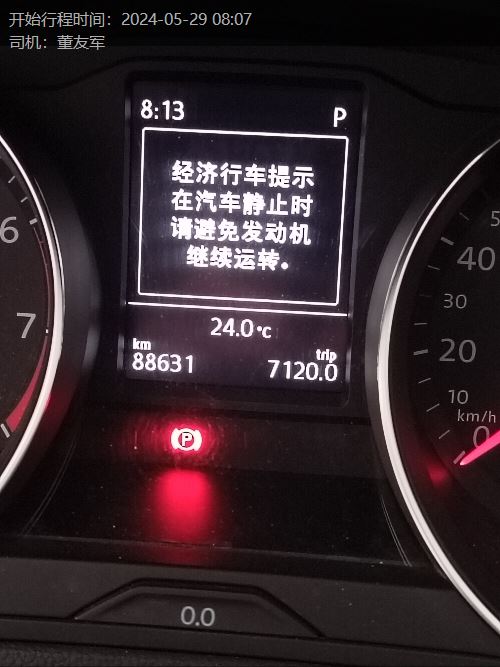 开始行程时间：2024-05-29 08:07
司机：董友军
8:13 P
经济行车提示
在汽车静止时
请避免发动机
继续运转。
24.0°C
km trip
88631 7120.0
6
7
5
40
30
20
10
km/h
0
P
0.0